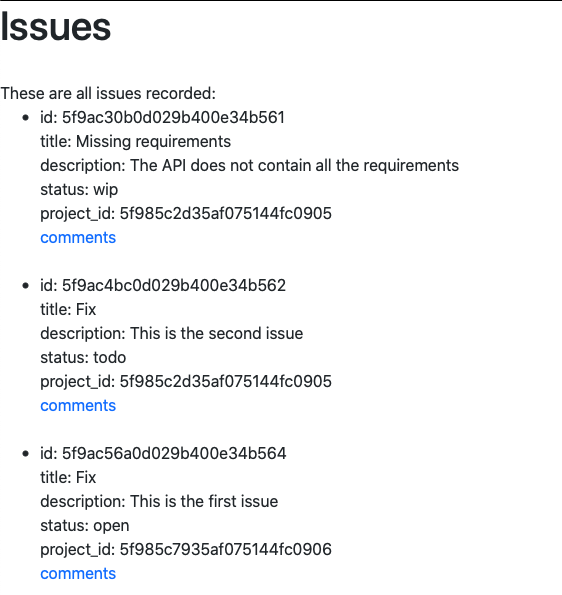 Issues
These are all issues recorded:
id: 5f9ac30b0d029b400e34b561
title: Missing requirements
description: The API does not contain all the requirements
status: wip
project_id: 5f985c2d35af075144fc0905
comments
id: 5f9ac4bc0d029b400e34b562
title: Fix
description: This is the second issue
status: todo
project_id: 5f985c2d35af075144fc0905
comments
id: 5f9ac56a0d029b400e34b564
title: Fix
description: This is the first issue
status: open
project_id: 5f985c7935af075144fc0906
comments